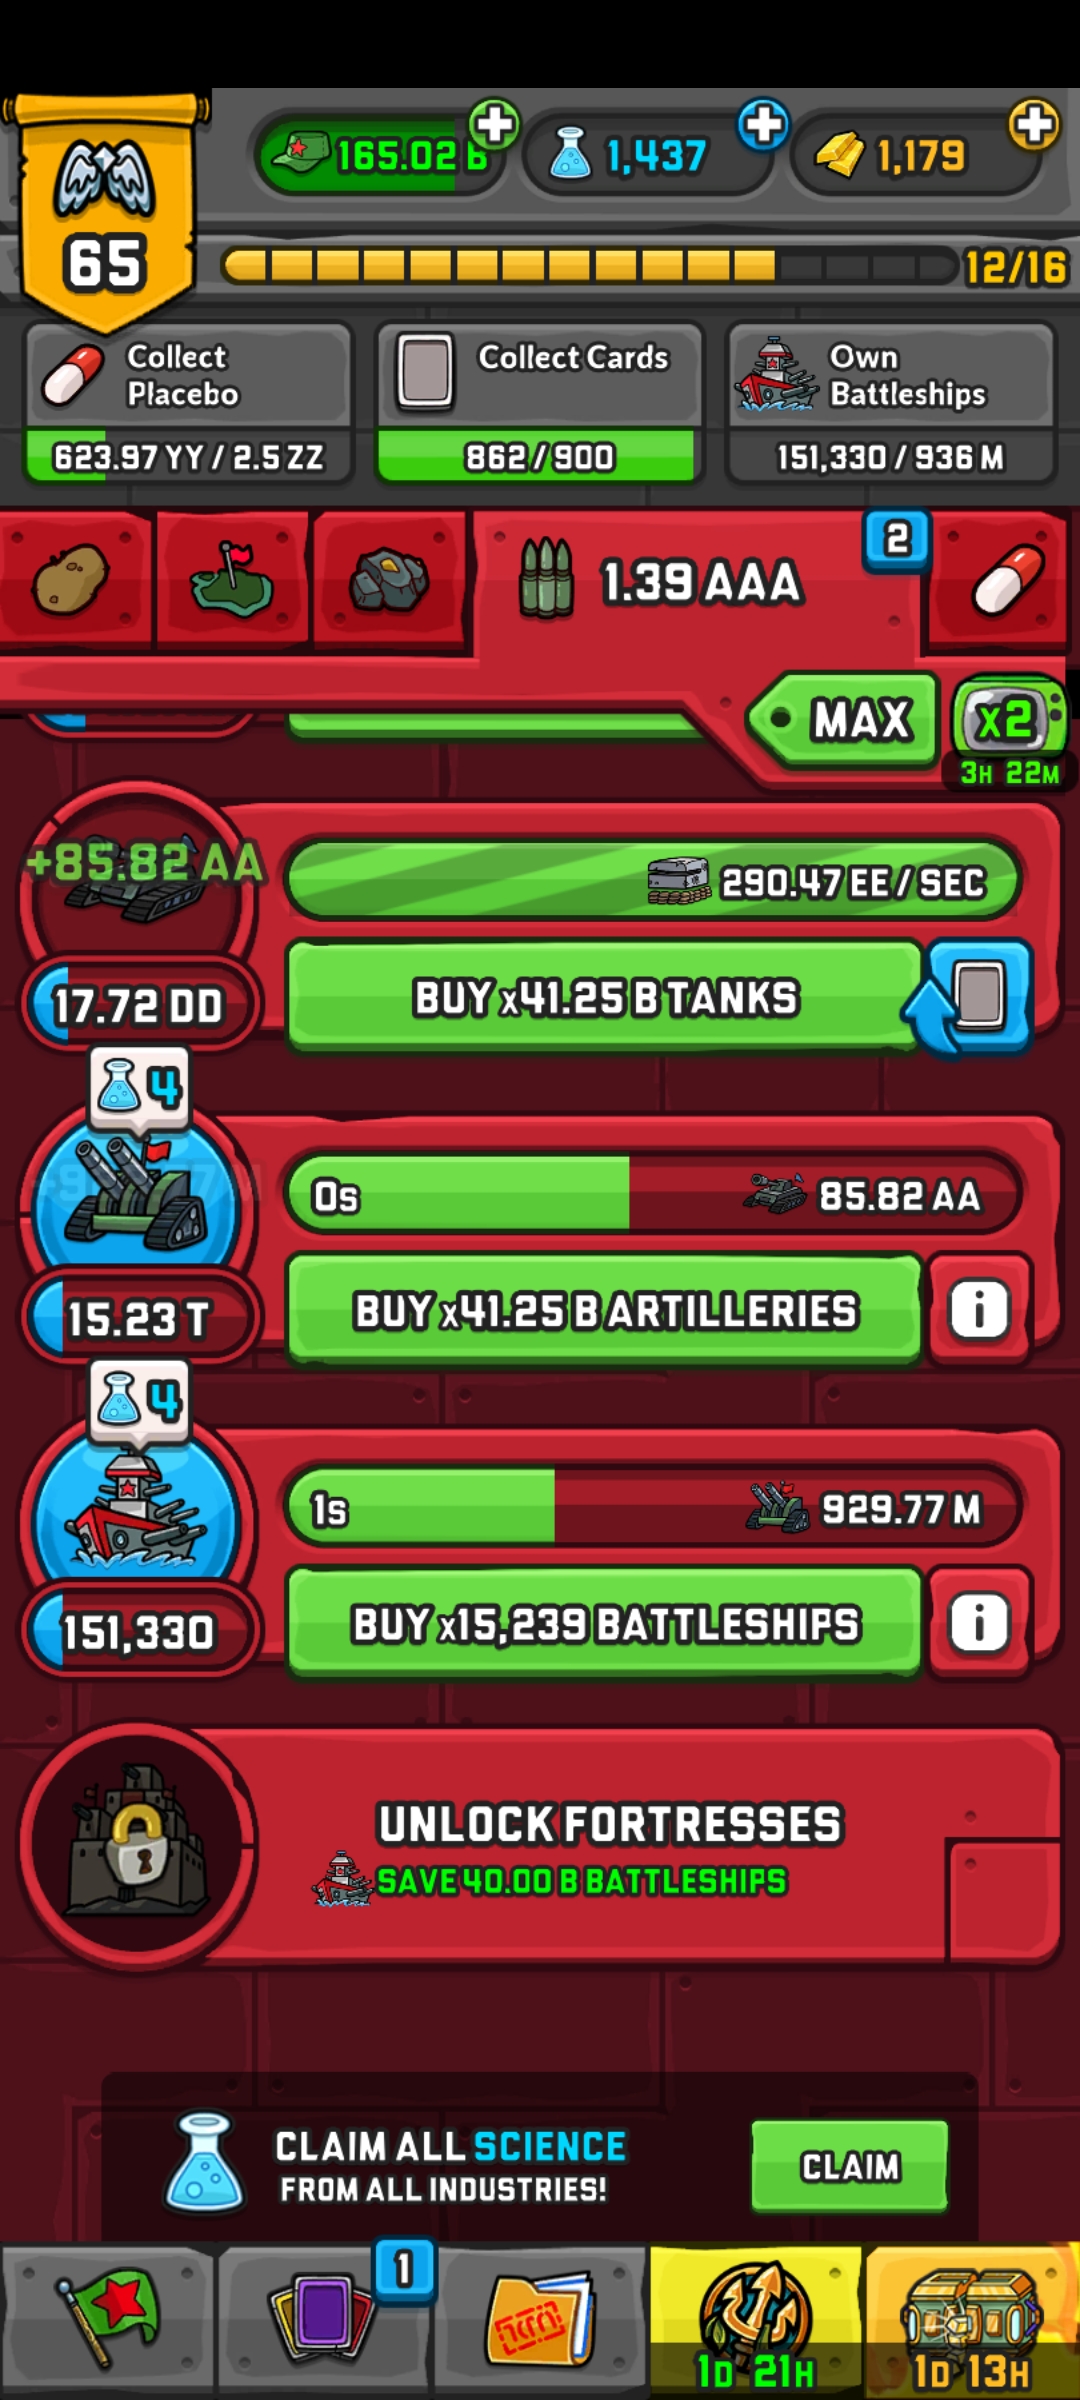 165.02 B
1,437
1,179
65
12/16
Collect
Placebo
Collect Cards
Own
Battleships
623.97 YY / 2.5 ZZ
862 / 900
151,330 / 936 M
1.39 AAA
2
MAX
x2
3H 22M
+85.82 AA
290.47 EE / SEC
17.72 DD
BUY x41.25 B TANKS
4
0s
85.82 AA
15.23 T
BUY x41.25 B ARTILLERIES
i
4
1s
929.77 M
151,330
BUY x15,239 BATTLESHIPS
i
UNLOCK FORTRESSES
SAVE 40.00 B BATTLESHIPS
CLAIM ALL SCIENCE
FROM ALL INDUSTRIES!
CLAIM
1
1D 21H
1D 13H